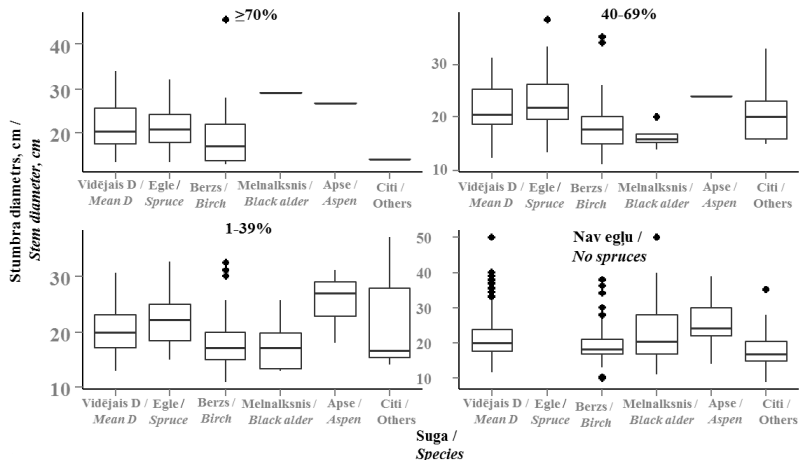 ≥70%
40-69%
Stumbra diametrs, cm /
Stem diameter, cm
40
30
20
30
20
10
Vidējais D /
Mean D
Egle /
Spruce
Berzs /
Birch
Melnalksnis /
Black alder
Apse /
Aspen
Citi /
Others
Vidējais D /
Mean D
Egle /
Spruce
Berzs /
Birch
Melnalksnis /
Black alder
Apse /
Aspen
Citi /
Others
1-39%
Nav egļu /
No spruces
30
20
10
50
40
30
20
10
Vidējais D /
Mean D
Egle /
Spruce
Berzs /
Birch
Melnalksnis /
Black alder
Apse /
Aspen
Citi /
Others
Vidējais D /
Mean D
Egle /
Spruce
Berzs /
Birch
Melnalksnis /
Black alder
Apse /
Aspen
Citi /
Others
Suga /
Species